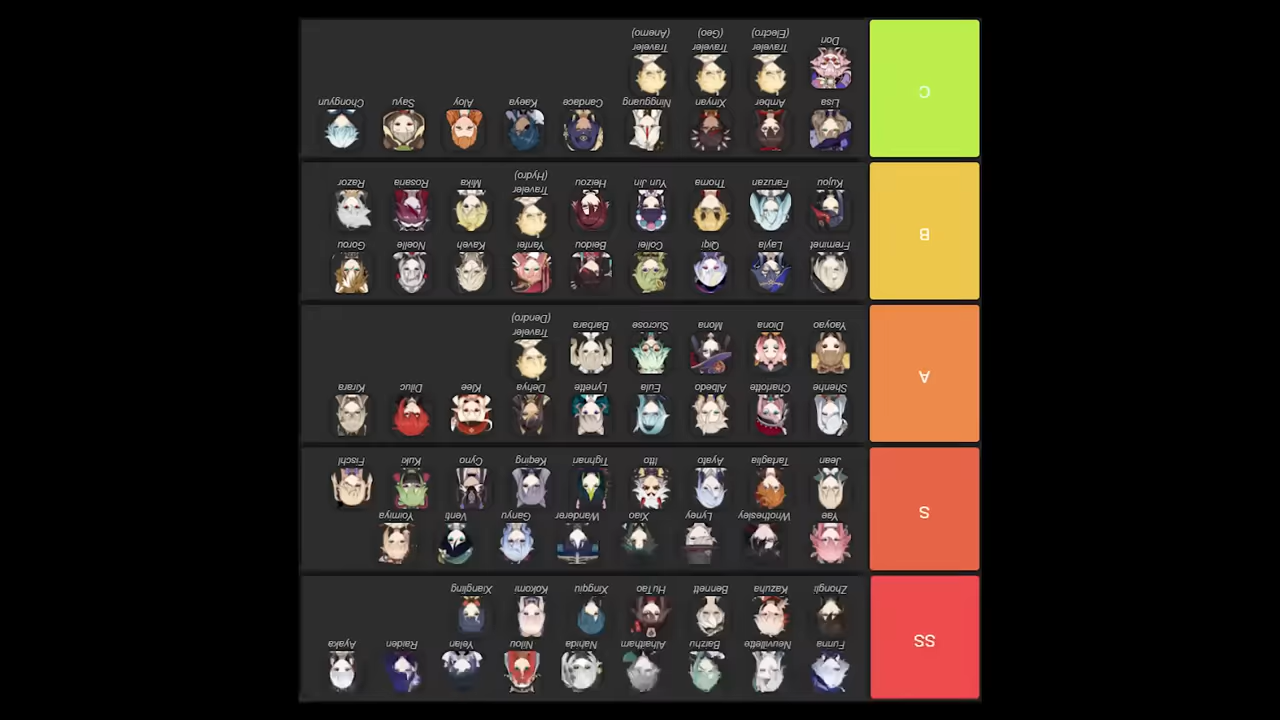 SS
Furina Neuvillette Baizhu Alhaitham Nahida Nilou Yelan Raiden Ayaka
Zhongli Kazuha Bennett HuTao Xingqiu Kokomi Xiangling
S
Yae Wriothesley Lyney Xiao Wanderer Ganyu Venti Yoimiya
Jean Tartaglia Ayato Itto Tighnari Keqing Cyno Kuki Fischl
A
Shenhe Charlotte Albedo Eula Lynette Dehya Klee Diluc Kirara
Yaoyao Diona Mona Sucrose Barbara Traveler
(Dendro)
B
Freminet Layla Qiqi Collei Beidou Yanfei Kaveh Noelle Gorou
Kujou Faruzan Thoma Yun Jin Heizou Traveler Mika Rosaria Razor
(Hydro)
C
Lisa Amber Xinyan Ningguang Candace Kaeya Aloy Sayu Chongyun
Dori Traveler Traveler Traveler
(Electro) (Geo) (Anemo)